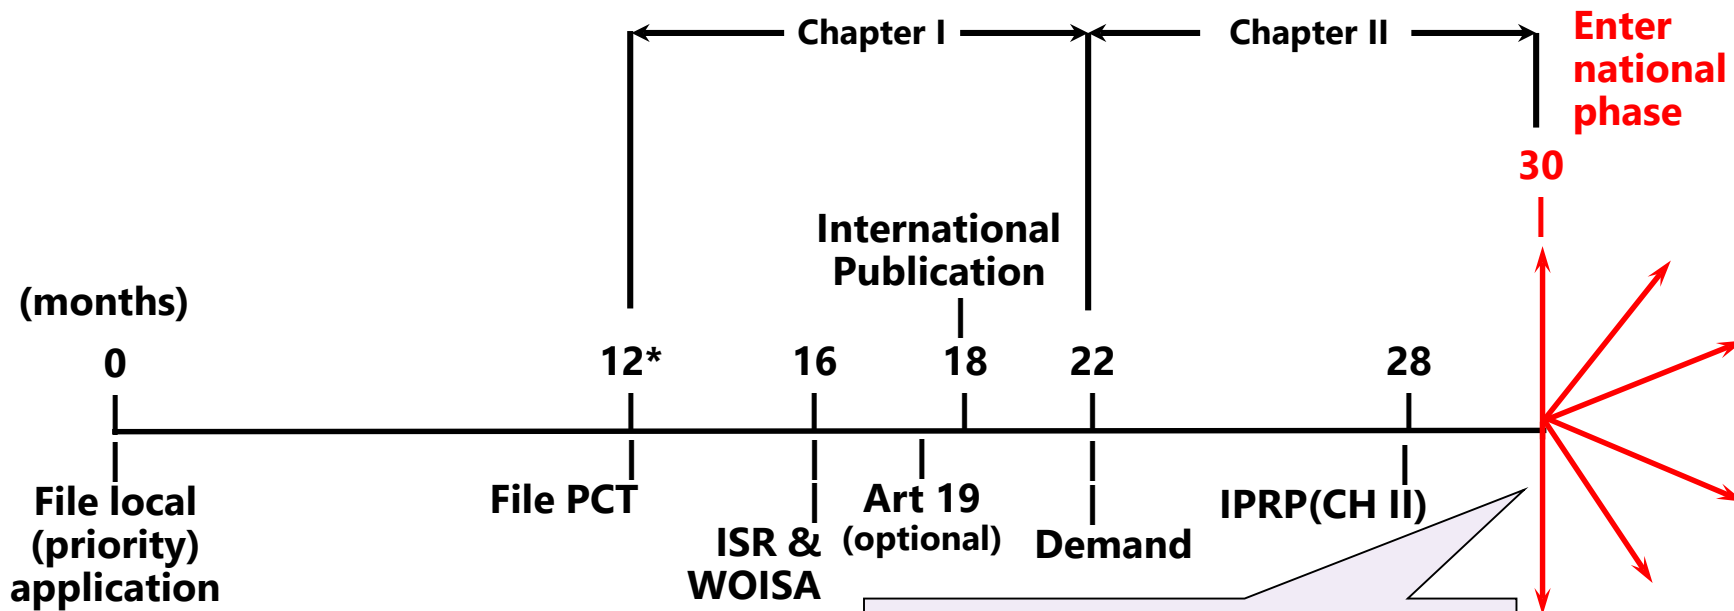 Chapter I
Chapter II
Enter
national
phase
30
International
Publication
(months)
0
12*
16
18
22
28
File local
(priority)
application
File PCT
ISR &
WOISA
Art 19
(optional)
Demand
IPRP(CH II)